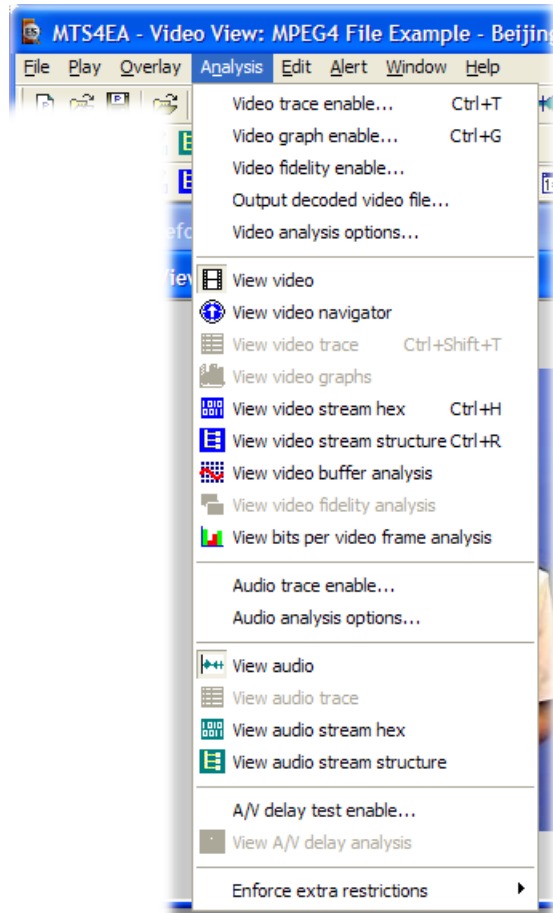 MTS4EA - Video View: MPEG4 File Example - Beijing
File Play Overlay Analysis Edit Alert Window Help
Video trace enable... Ctrl+T
Video graph enable... Ctrl+G
Video fidelity enable...
Output decoded video file...
Video analysis options...
View video
View video navigator
View video trace Ctrl+Shift+T
View video graphs
View video stream hex Ctrl+H
View video stream structure Ctrl+R
View video buffer analysis
View video fidelity analysis
View bits per video frame analysis
Audio trace enable...
Audio analysis options...
View audio
View audio trace
View audio stream hex
View audio stream structure
A/V delay test enable...
View A/V delay analysis
Enforce extra restrictions